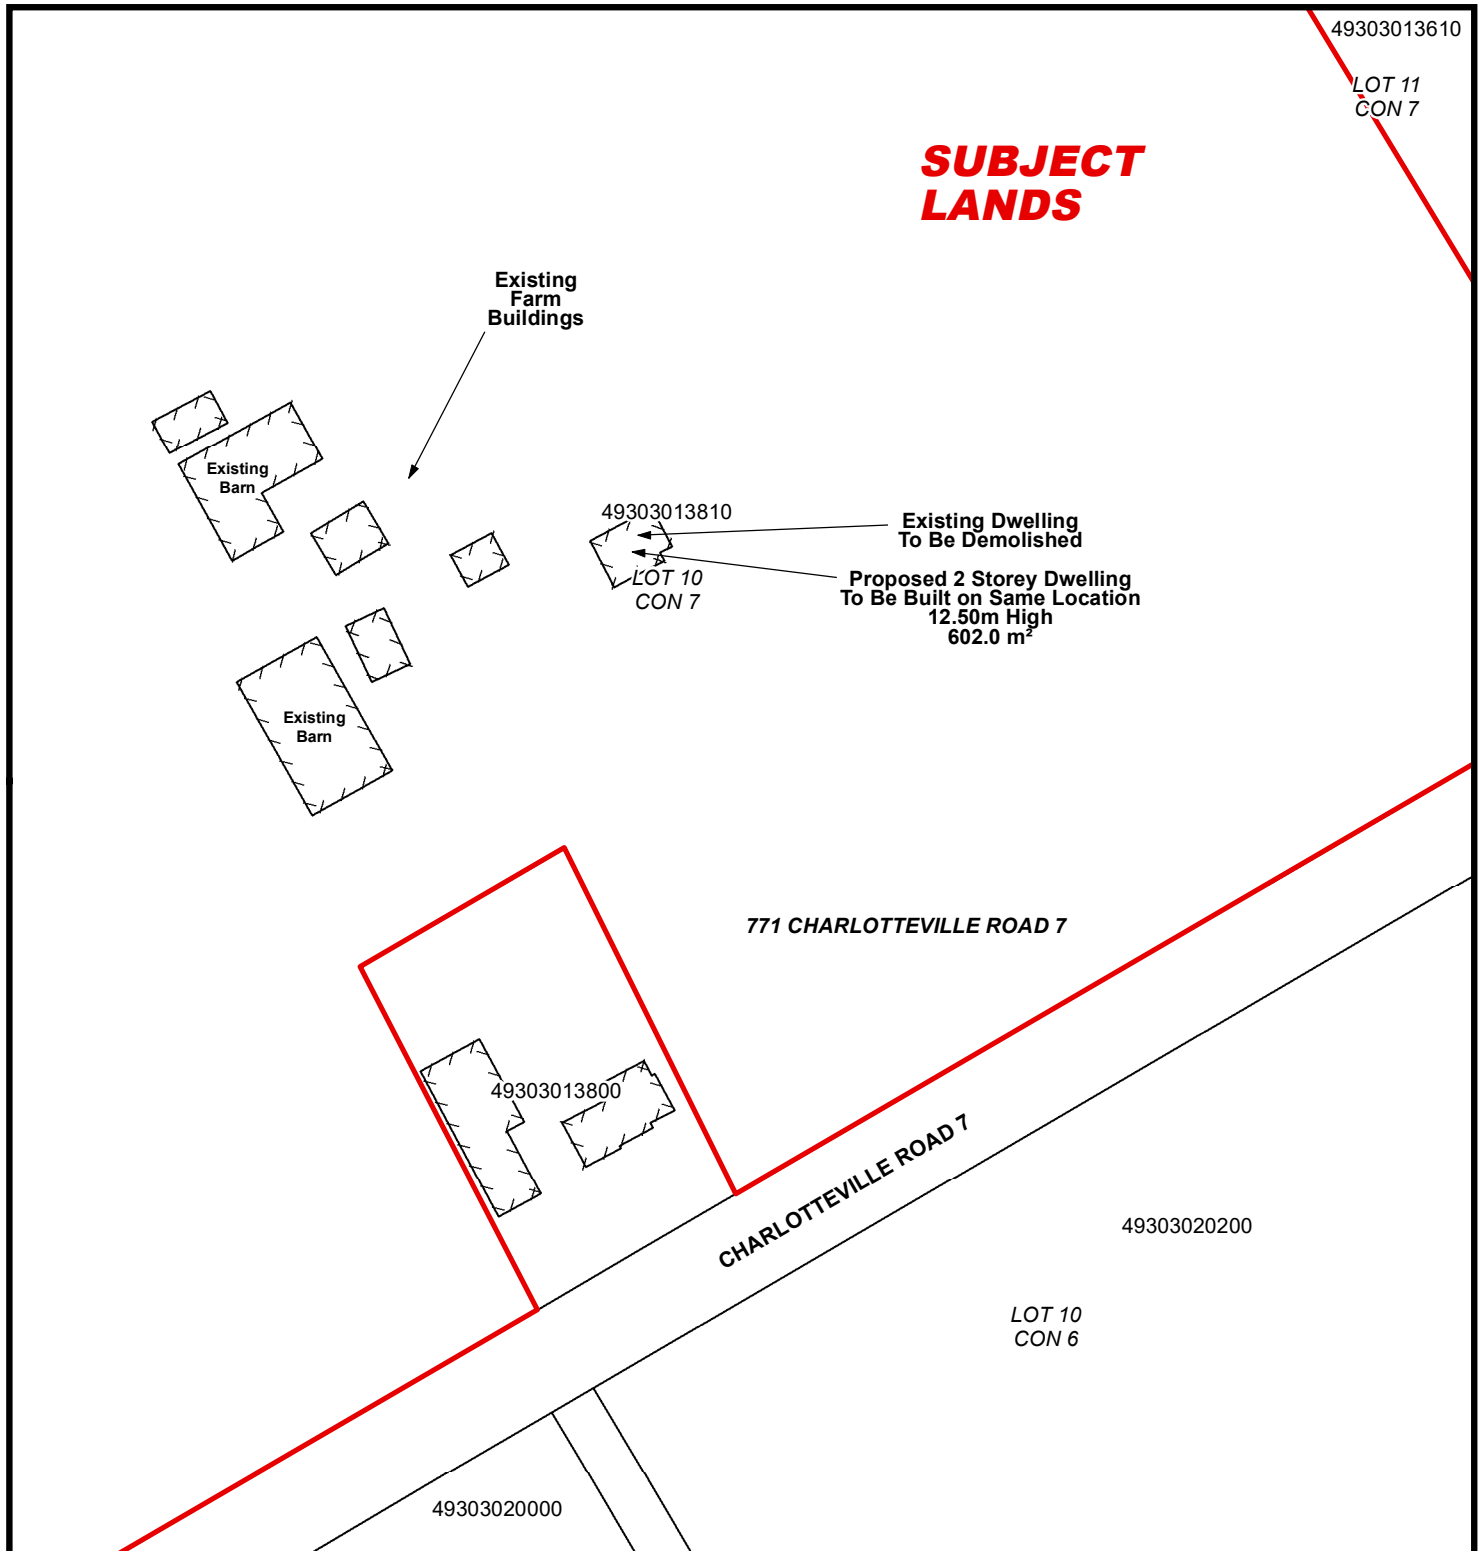 49303013610
LOT 11
CON 7
SUBJECT
LANDS
Existing
Farm
Buildings
Existing
Barn
49303013810
Existing Dwelling
To Be Demolished
LOT 10
CON 7
Proposed 2 Storey Dwelling
To Be Built on Same Location
12.50m High
602.0 m²
Existing
Barn
771 CHARLOTTEVILLE ROAD 7
49303013800
CHARLOTTEVILLE ROAD 7
49303020200
LOT 10
CON 6
49303020000